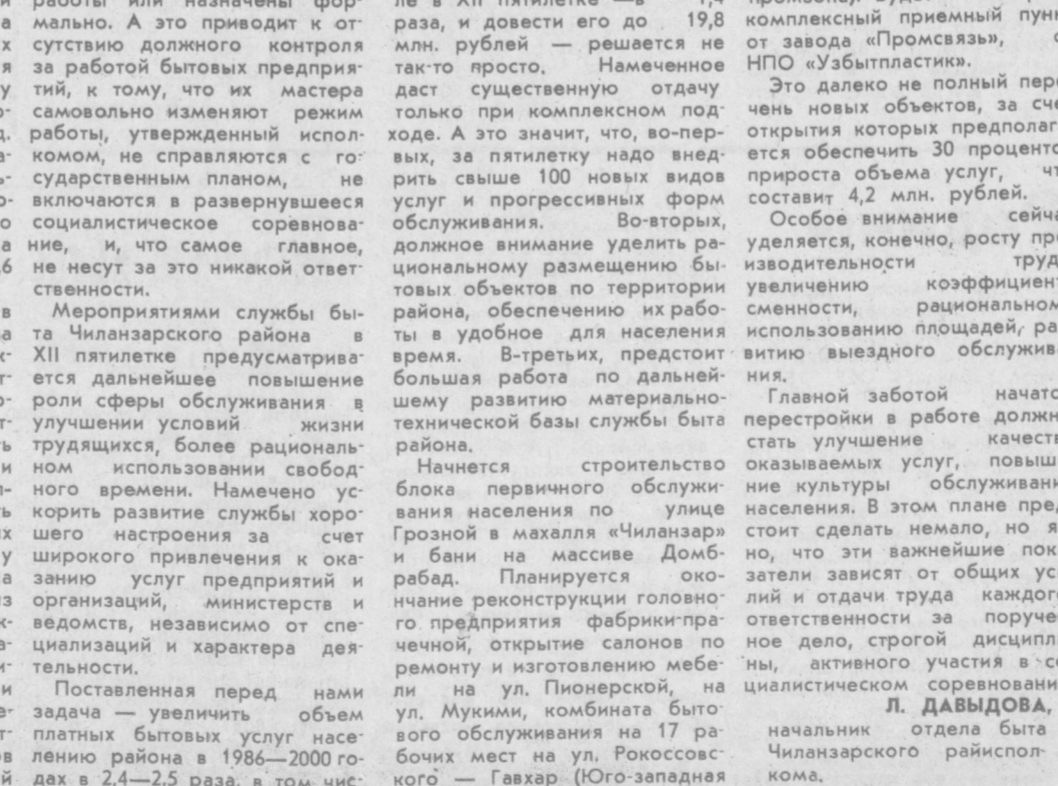 работы или назначены фор-
мально. А это приводит к от-
сутствию должного контроля
за работой бытовых предприя-
тий, к тому, что их мастера
самовольно изменяют режим
работы, утвержденный испол-
комом, не справляются с го-
сударственным планом, не
включаются в развернувшееся
социалистическое соревнова-
ние, и, что самое главное,
не несут за это никакой ответ-
ственности.
Мероприятиями службы бы-
та Чиланзарского района в
XII пятилетке предусматрива-
ется дальнейшее повышение
роли сферы обслуживания в
улучшении условий жизни
трудящихся, более рациональ-
ном использовании свобод-
ного времени. Намечено ус-
корить развитие службы хоро-
шего настроения за счет
широкого привлечения к ока-
занию услуг предприятий и
организаций, министерств и
ведомств, независимо от спе-
циализаций и характера дея-
тельности.
Поставленная перед нами
задача — увеличить объем
платных бытовых услуг насе-
лению района в 1986—2000 го-
дах в 2,4—2,5 раза, в том чис-
ле в XII пятилетке — в 1,4
раза, и довести его до 19,8
млн. рублей — решается не
так-то просто. Намеченное
даст существенную отдачу
только при комплексном под-
ходе. А это значит, что, во-пер-
вых, за пятилетку надо внед-
рить свыше 100 новых видов
услуг и прогрессивных форм
обслуживания. Во-вторых,
должное внимание уделить ра-
циональному размещению бы-
товых объектов по территории
района, обеспечению их рабо-
ты в удобное для населения
время. В-третьих, предстоит
большая работа по дальней-
шему развитию материально-
технической базы службы быта
района.
Начнется строительство
блока первичного обслужи-
вания населения по улице
Грозной в махалля «Чиланзар»
и бани на массиве Домб-
рабад. Планируется око-
нчание реконструкции головно-
го предприятия фабрики-пра-
чечной, открытие салонов по
ремонту и изготовлению мебе-
ли на ул. Пионерской, на
ул. Мукими, комбината быто-
вого обслуживания на 17 ра-
бочих мест на ул. Рокоссовс-
кого — Гавхар (Юго-западная
комплексный приемный пун
от завода «Промсвязь»,
НПО «Узбытпластик».
Это далеко не полный пере
чень новых объектов, за сче
открытия которых предполаг
ется обеспечить 30 проценто
прироста объема услуг, чт
составит 4,2 млн. рублей.
Особое внимание сейча
уделяется, конечно, росту про
изводительности труд
увеличению коэффициент
сменности, рациональном
использованию площадей, раз
витию выездного обслужива
ния.
Главной заботой начато
перестройки в работе должн
стать улучшение качеств
оказываемых услуг, повыш
ние культуры обслуживани
населения. В этом плане пред
стоит сделать немало, но я
но, что эти важнейшие пок
затели зависят от общих уси
лий и отдачи труда каждого
ответственности за поруче
ное дело, строгой дисципл
ны, активного участия в со
циалистическом соревновани
Л. ДАВЫДОВА,
начальник отдела быта
Чиланзарского райиспол-
кома.